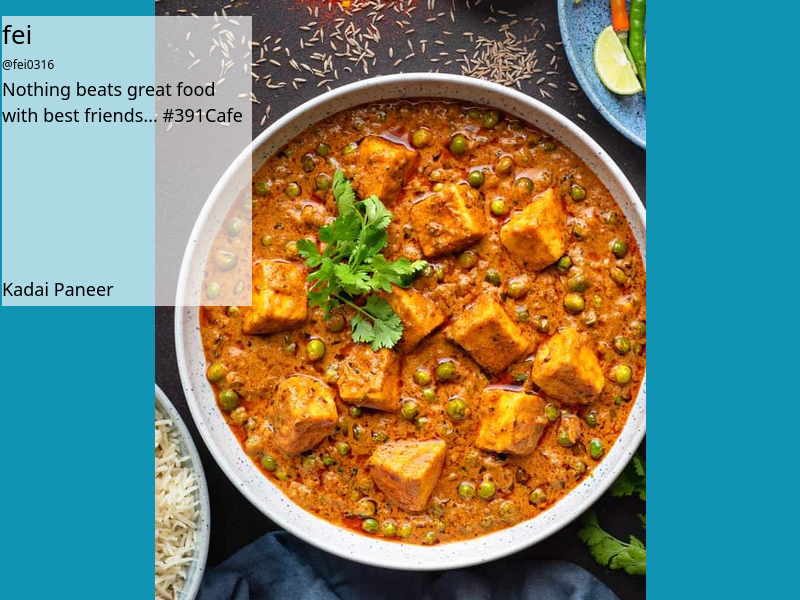 fei
@fei0316
Nothing beats great food
with best friends... #391Cafe
Kadai Paneer